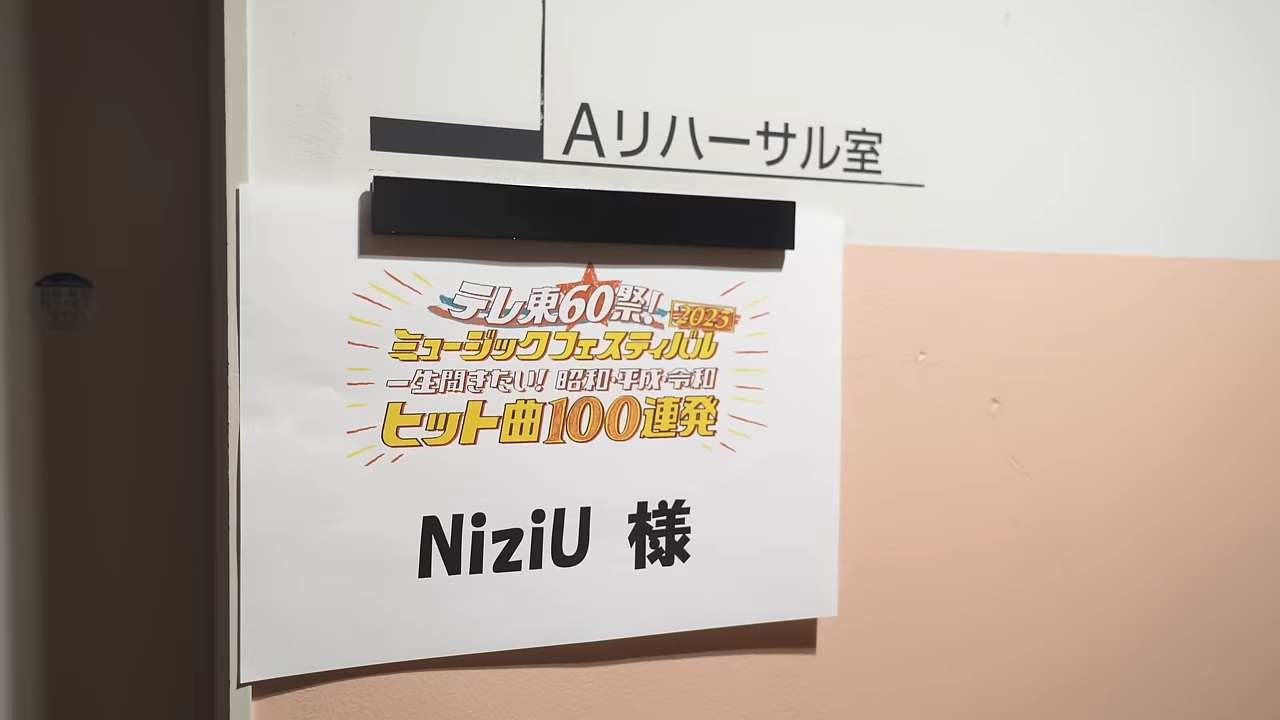 Aリハーサル室
テレ東60祭!
2023
ミュージックフェスティバル
一生聞きたい! 昭和・平成・令和
ヒット曲100連発
NiziU 様